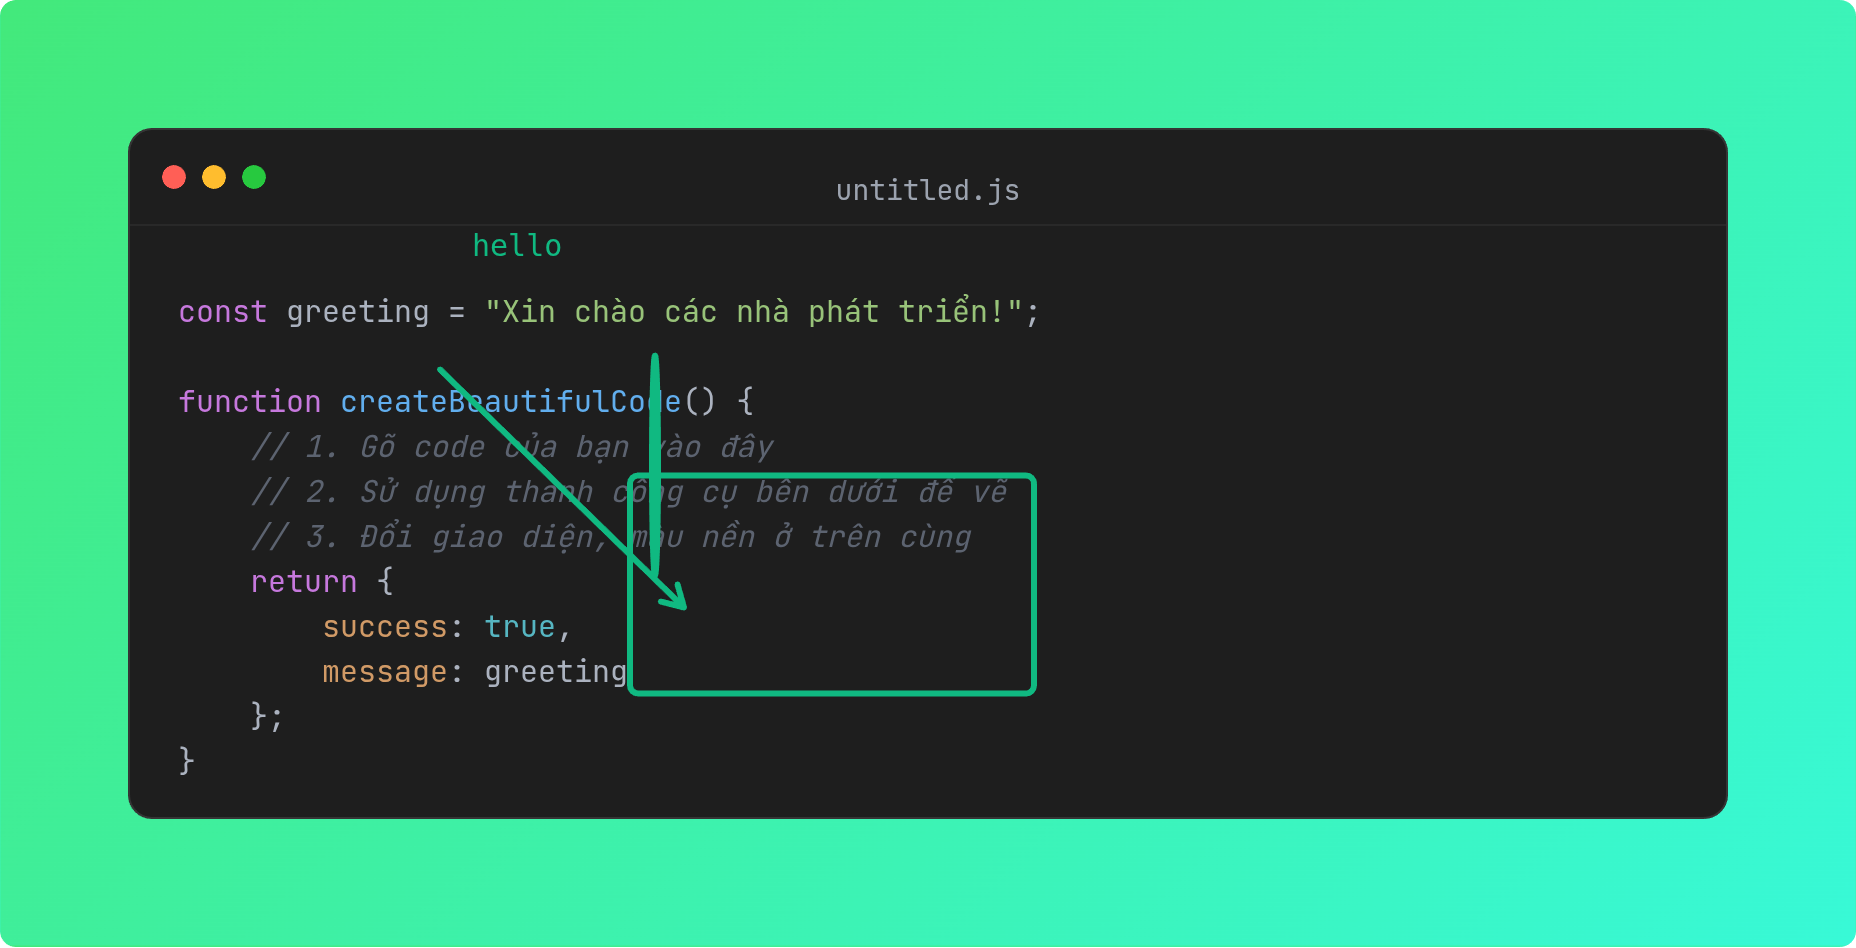 untitled.js
hello
const greeting = "Xin chào các nhà phát triển!";
function createBeautifulCode() {
// 1. Gõ code của bạn vào đây
// 2. Sử dụng thanh công cụ bên dưới để vẽ
// 3. Đổi giao diện, màu nền ở trên cùng
return {
success: true,
message: greeting
};
}